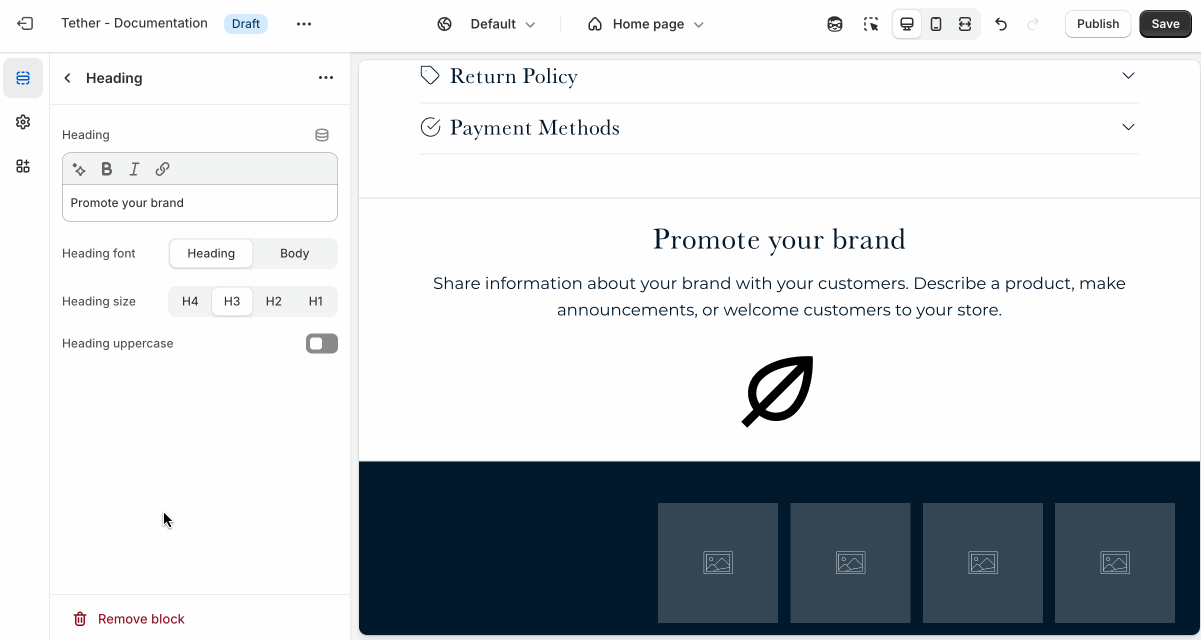 Tether - Documentation
Draft
Default
Home page
Publish
Save
Heading
Heading
Promote your brand
Heading font
Heading
Body
Heading size
H4
H3
H2
H1
Heading uppercase
Remove block
Return Policy
Payment Methods
Promote your brand
Share information about your brand with your customers. Describe a product, make
announcements, or welcome customers to your store.